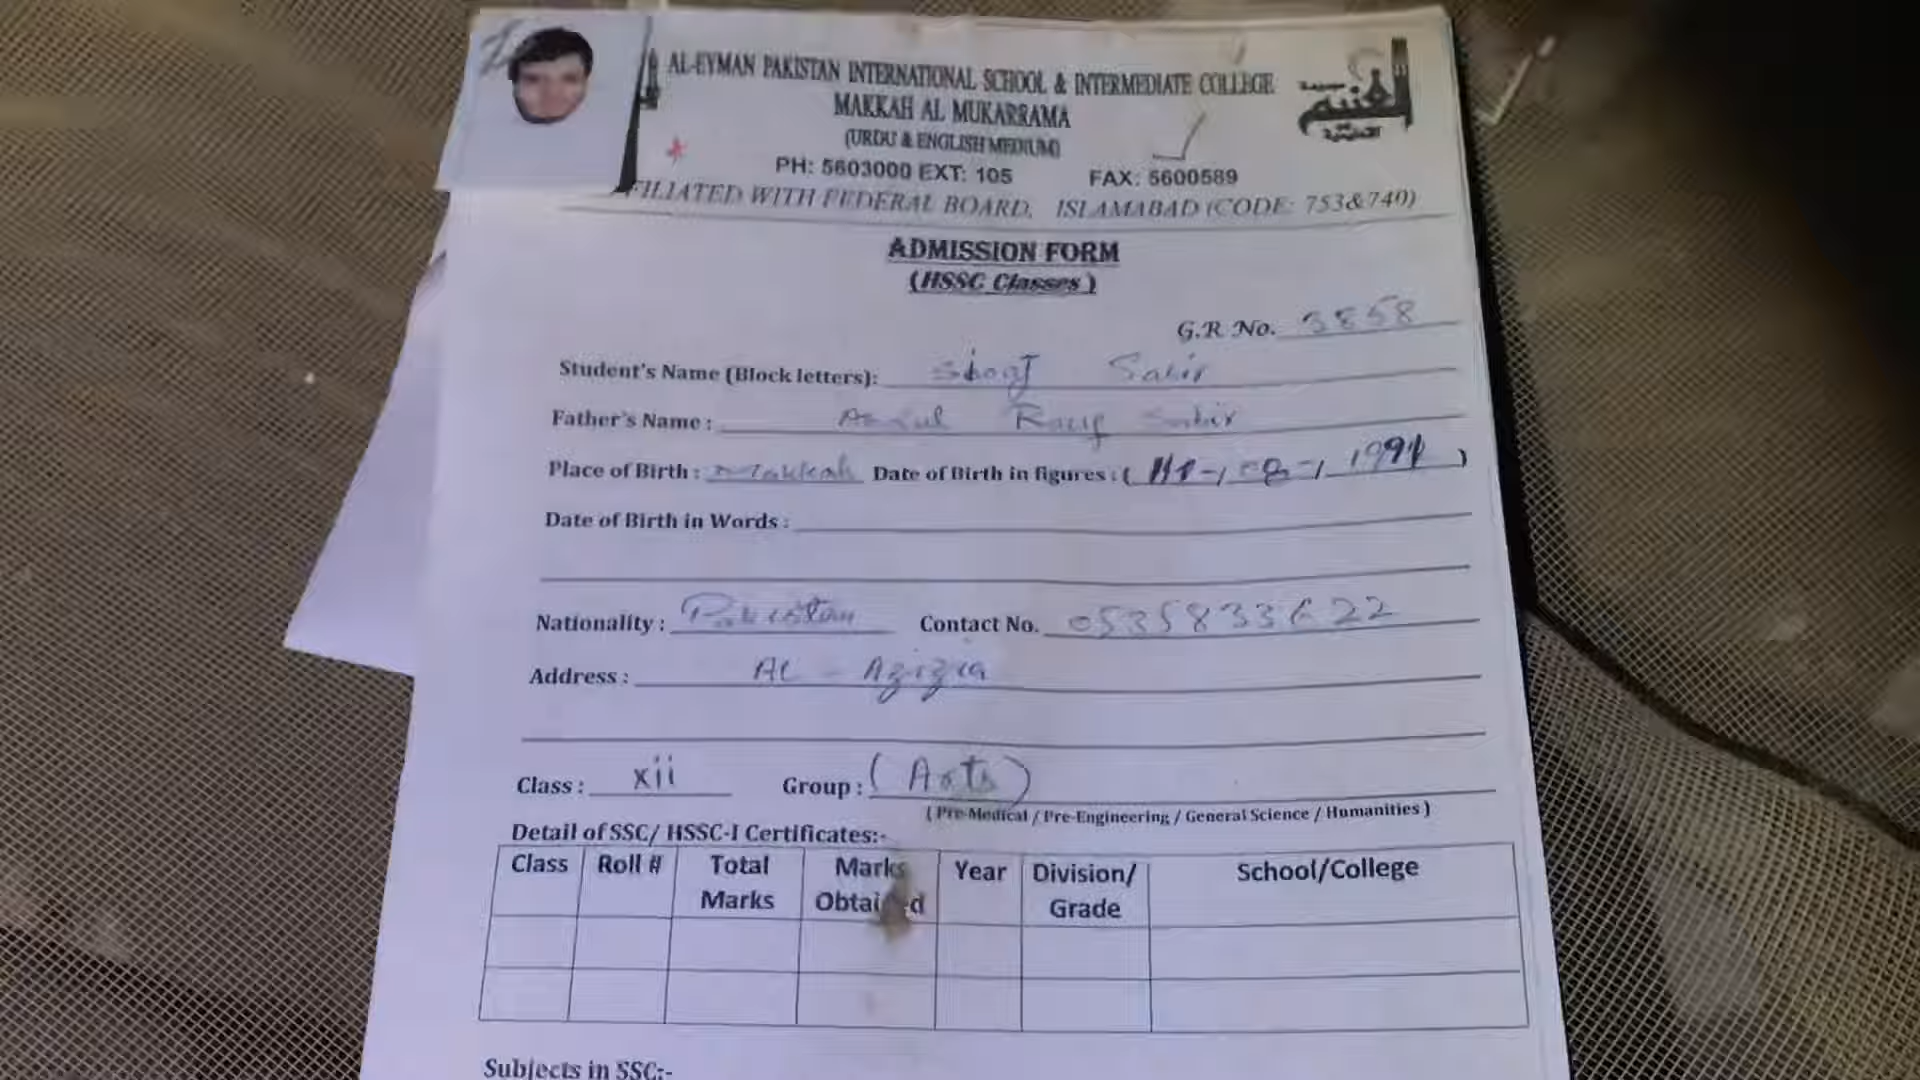 AL-EYMAN PAKISTAN INTERNATIONAL SCHOOL & INTERMEDIATE COLLEGE
MAKKAH AL MUKARRAMA
(URDU & ENGLISH MEDIUM)
PH: 5603000 EXT: 105 FAX: 5600589
FILIATED WITH FEDERAL BOARD, ISLAMABAD (CODE: 753&740)
ADMISSION FORM
(HSSC Classes)
G.R No. 3858
Student's Name (Block letters): Sabir
Father's Name : Rauf Sabir
Place of Birth : Makkah Date of Birth in figures : ( 1991 )
Date of Birth in Words :
Nationality : Pakistan Contact No. 0535833622
Address : AL - Azizia
Class : xii Group : (Arts)
( Pre-Medical / Pre-Engineering / General Science / Humanities )
Detail of SSC/ HSSC-I Certificates:-
Class Roll # Total Marks Marks Obtained Year Division/ Grade School/College
Subjects in SSC:-